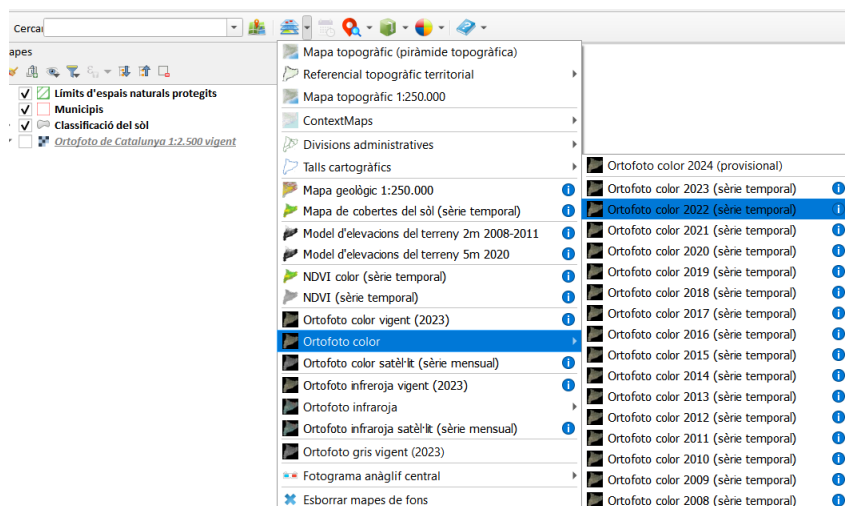 Cercar
apes
Límits d'espais naturals protegits
Municipis
Classificació del sòl
Ortofoto de Catalunya 1:2.500 vigent
Mapa topogràfic (piràmide topogràfica)
Referencial topogràfic territorial
Mapa topogràfic 1:250.000
ContextMaps
Divisions administratives
Talls cartogràfics
Mapa geològic 1:250.000
Mapa de cobertes del sòl (sèrie temporal)
Model d'elevacions del terreny 2m 2008-2011
Model d'elevacions del terreny 5m 2020
NDVI color (sèrie temporal)
NDVI (sèrie temporal)
Ortofoto color vigent (2023)
Ortofoto color
Ortofoto color satèl·lit (sèrie mensual)
Ortofoto infreroja vigent (2023)
Ortofoto infraroja
Ortofoto infraroja satèl·lit (sèrie mensual)
Ortofoto gris vigent (2023)
Fotograma anàglif central
Esborrar mapes de fons
Ortofoto color 2024 (provisional)
Ortofoto color 2023 (sèrie temporal)
Ortofoto color 2022 (sèrie temporal)
Ortofoto color 2021 (sèrie temporal)
Ortofoto color 2020 (sèrie temporal)
Ortofoto color 2019 (sèrie temporal)
Ortofoto color 2018 (sèrie temporal)
Ortofoto color 2017 (sèrie temporal)
Ortofoto color 2016 (sèrie temporal)
Ortofoto color 2015 (sèrie temporal)
Ortofoto color 2014 (sèrie temporal)
Ortofoto color 2013 (sèrie temporal)
Ortofoto color 2012 (sèrie temporal)
Ortofoto color 2011 (sèrie temporal)
Ortofoto color 2010 (sèrie temporal)
Ortofoto color 2009 (sèrie temporal)
Ortofoto color 2008 (sèrie temporal)